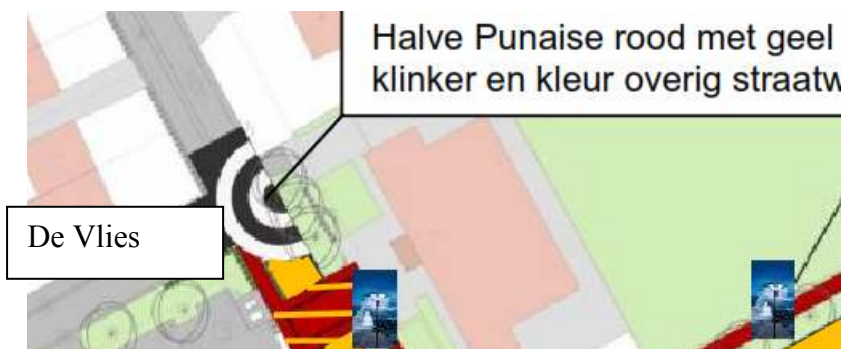 Halve Punaise rood met geel
klinker en kleur overig straatw
De Vlies